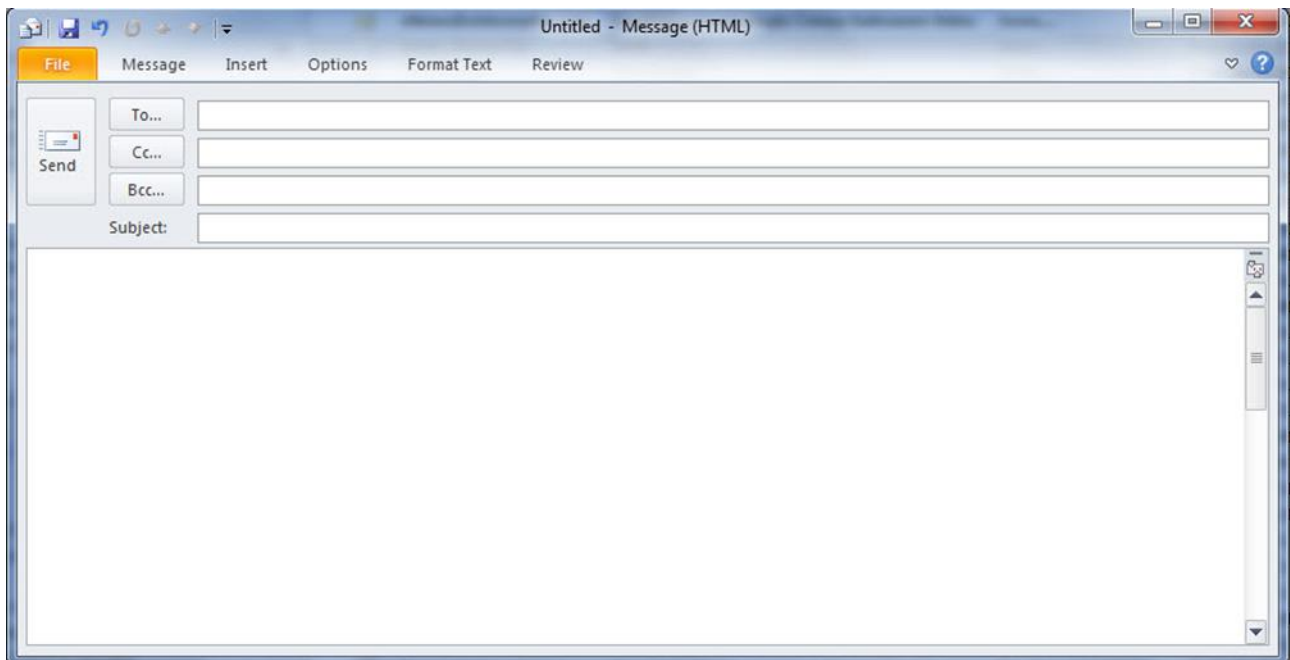 Untitled - Message (HTML)
File Message Insert Options Format Text Review
To...
Cc...
Send
Bcc...
Subject: